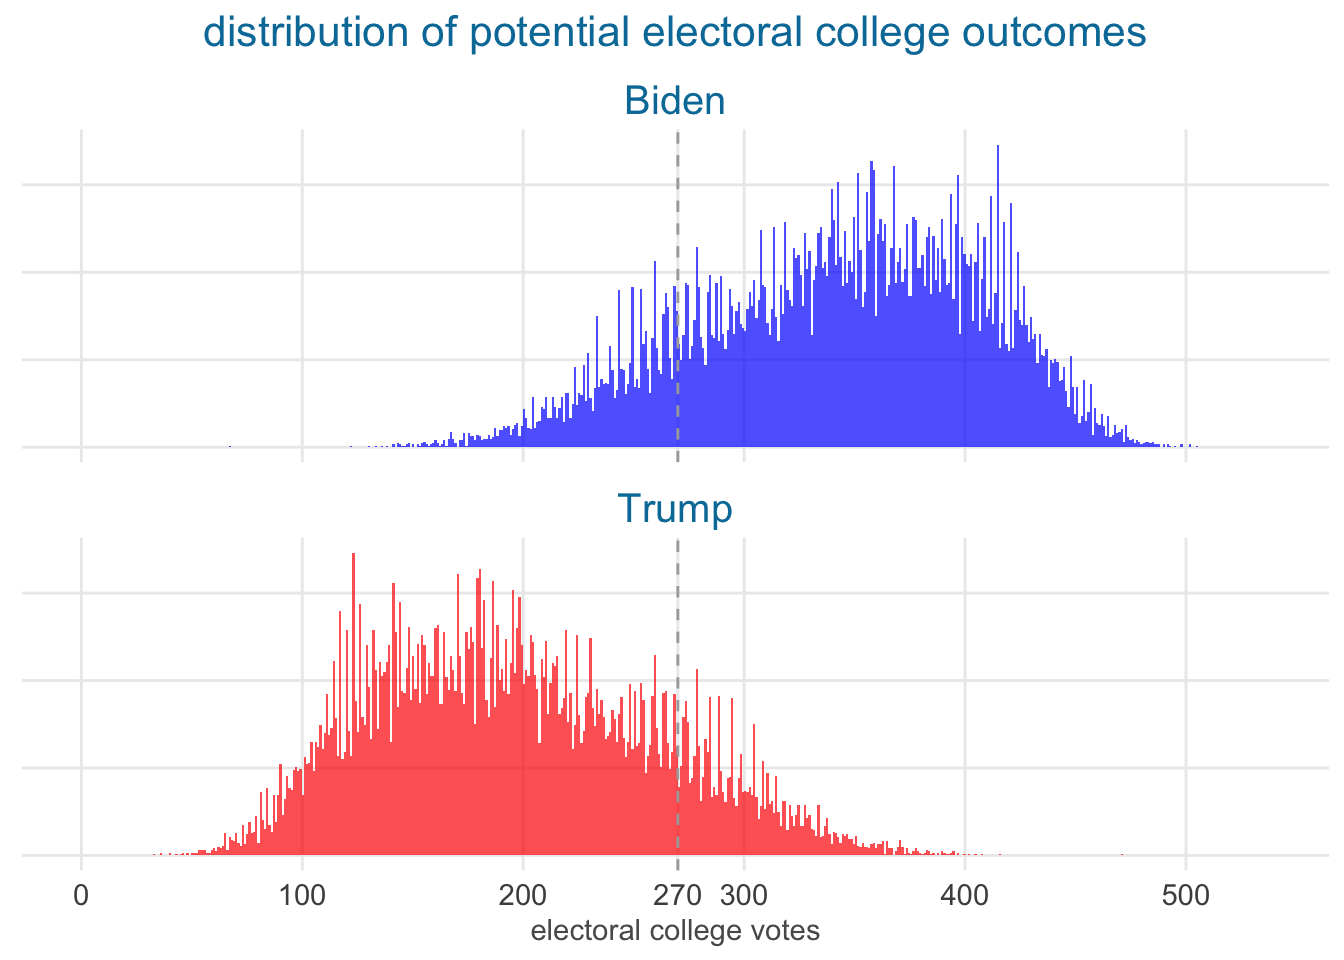 distribution of potential electoral college outcomes
Biden
Trump
0 100 200 270 300 400 500
electoral college votes